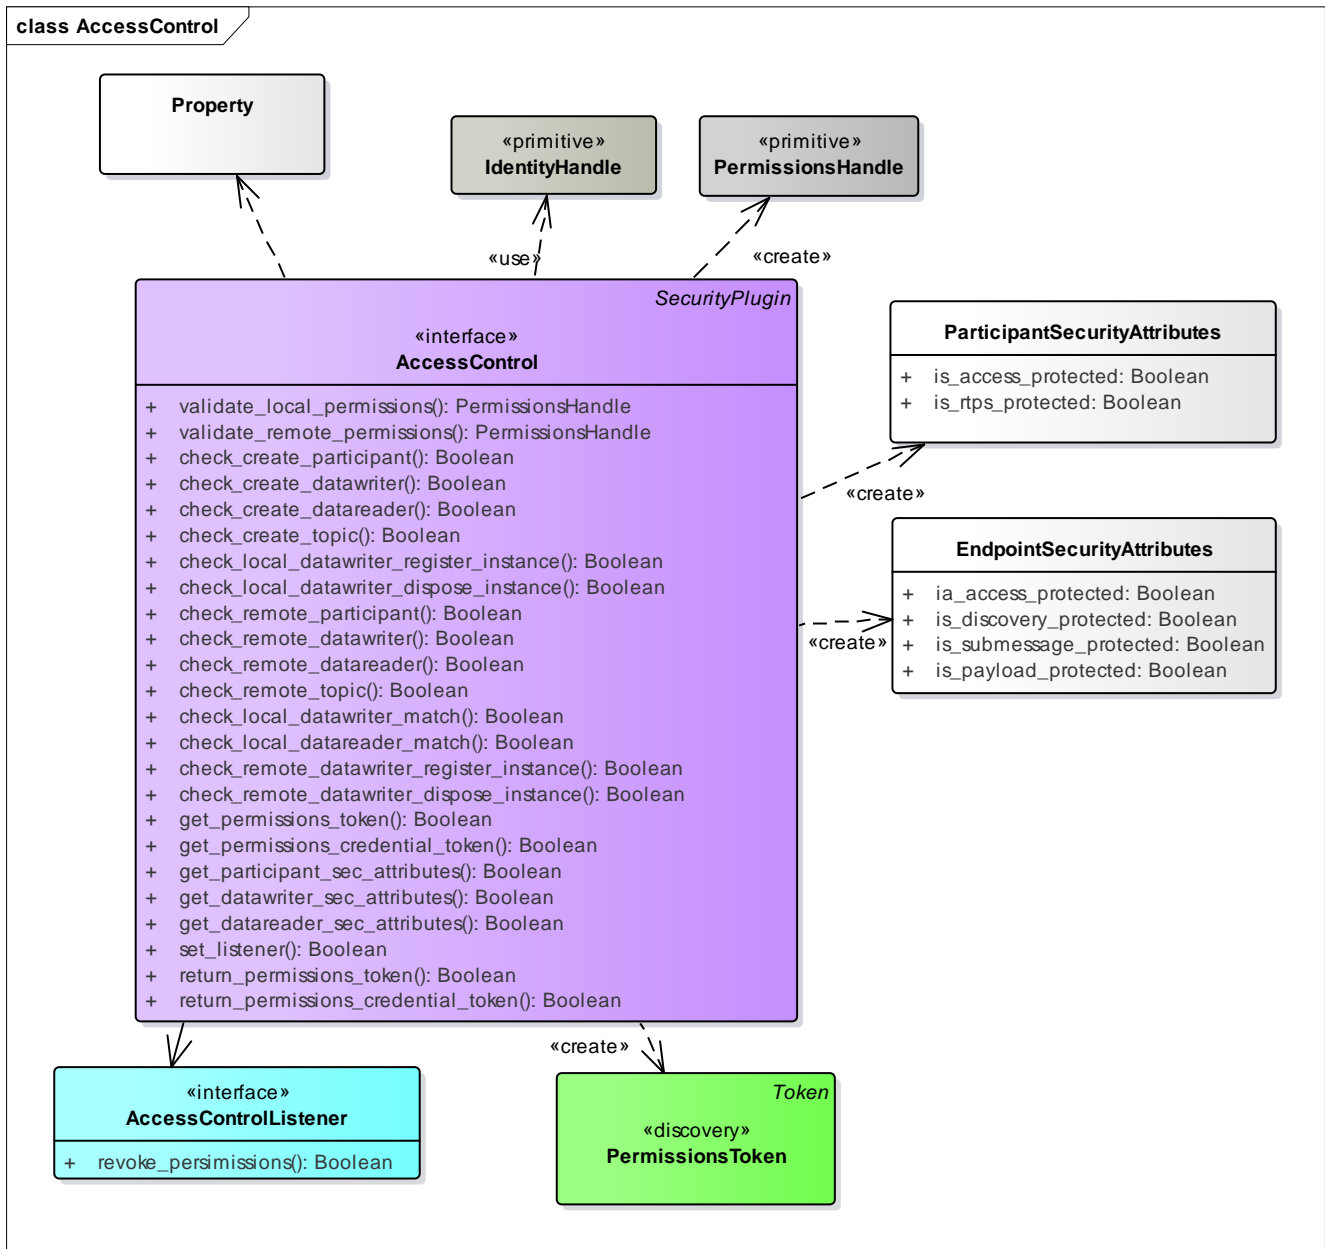 class AccessControl
Property
«primitive»
IdentityHandle
«primitive»
PermissionsHandle
«use»
«create»
SecurityPlugin
«interface»
AccessControl
+ validate_local_permissions(): PermissionsHandle
+ validate_remote_permissions(): PermissionsHandle
+ check_create_participant(): Boolean
+ check_create_datawriter(): Boolean
+ check_create_datareader(): Boolean
+ check_create_topic(): Boolean
+ check_local_datawriter_register_instance(): Boolean
+ check_local_datawriter_dispose_instance(): Boolean
+ check_remote_participant(): Boolean
+ check_remote_datawriter(): Boolean
+ check_remote_datareader(): Boolean
+ check_remote_topic(): Boolean
+ check_local_datawriter_match(): Boolean
+ check_local_datareader_match(): Boolean
+ check_remote_datawriter_register_instance(): Boolean
+ check_remote_datawriter_dispose_instance(): Boolean
+ get_permissions_token(): Boolean
+ get_permissions_credential_token(): Boolean
+ get_participant_sec_attributes(): Boolean
+ get_datawriter_sec_attributes(): Boolean
+ get_datareader_sec_attributes(): Boolean
+ set_listener(): Boolean
+ return_permissions_token(): Boolean
+ return_permissions_credential_token(): Boolean
ParticipantSecurityAttributes
+ is_access_protected: Boolean
+ is_rtps_protected: Boolean
«create»
EndpointSecurityAttributes
+ ia_access_protected: Boolean
+ is_discovery_protected: Boolean
+ is_submessage_protected: Boolean
+ is_payload_protected: Boolean
«create»
«create»
«interface»
AccessControlListener
+ revoke_persimissions(): Boolean
Token
«discovery»
PermissionsToken